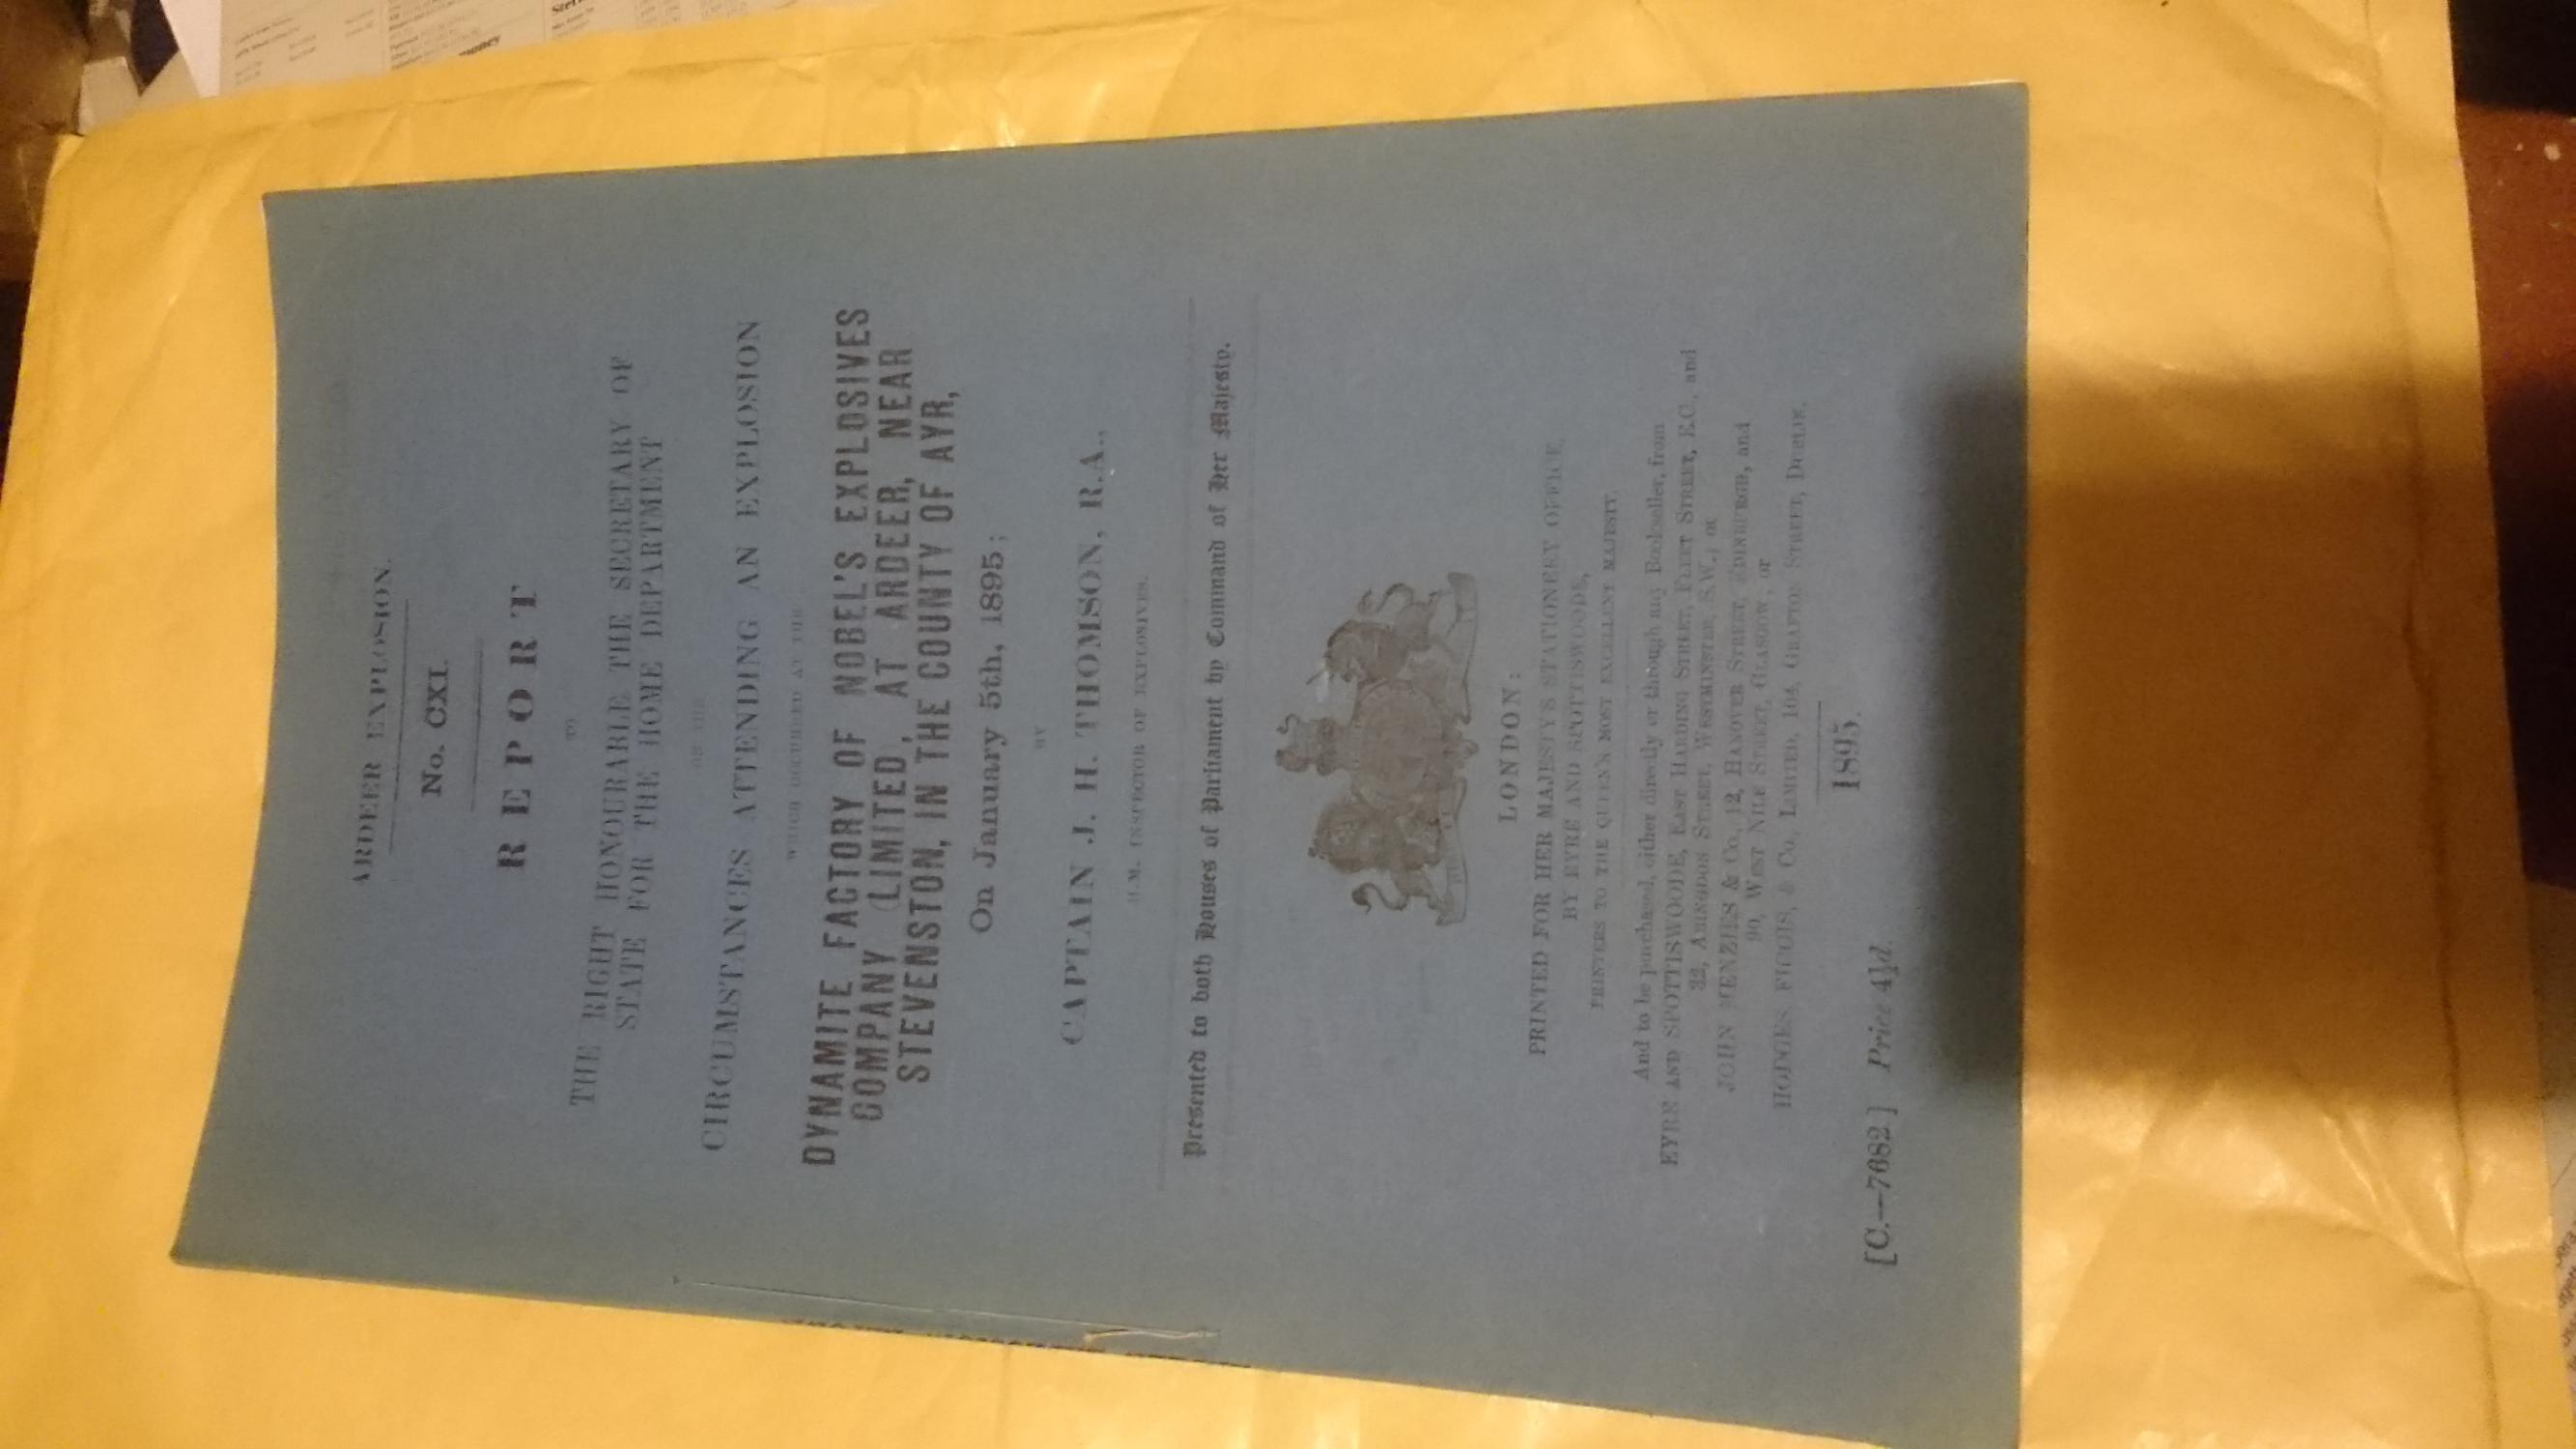 ARDEER EXPLOSION.
No. CXI.
REPORT
TO
THE RIGHT HONOURABLE THE SECRETARY OF
STATE FOR THE HOME DEPARTMENT
ON THE
CIRCUMSTANCES ATTENDING AN EXPLOSION
WHICH OCCURRED AT THE
DYNAMITE FACTORY OF NOBEL'S EXPLOSIVES
COMPANY (LIMITED), AT ARDEER, NEAR
STEVENSTON, IN THE COUNTY OF AYR,
On January 5th, 1895;
BY
CAPTAIN J. H. THOMSON, R.A.,
H.M. INSPECTOR OF EXPLOSIVES.
Presented to both Houses of Parliament by Command of Her Majesty.
LONDON:
PRINTED FOR HER MAJESTY'S STATIONERY OFFICE,
BY EYRE AND SPOTTISWOODE,
PRINTERS TO THE QUEEN'S MOST EXCELLENT MAJESTY.
And to be purchased, either directly or through any Bookseller, from
EYRE AND SPOTTISWOODE, EAST HARDING STREET, FLEET STREET, E.C., and
32, ABINGDON STREET, WESTMINSTER, S.W.; or
JOHN MENZIES & Co., 12, HANOVER STREET, EDINBURGH, and
90, WEST NILE STREET, GLASGOW, or
HODGES, FIGGIS, & Co., LIMITED, 104, GRAFTON STREET, DUBLIN.
1895.
[C.—7682] Price 4½d.